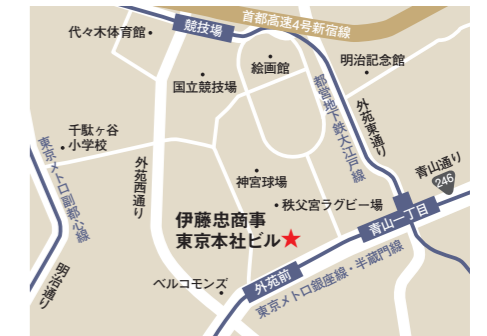 首都高速4号新宿線
代々木体育館
競技場
絵画館
明治記念館
国立競技場
都営地下鉄大江戸線
外苑東通り
千駄ヶ谷
小学校
東京メトロ副都心線
外苑西通り
青山通り
246
神宮球場
秩父宮ラグビー場
青山一丁目
伊藤忠商事
東京本社ビル
明治通り
ベルコモンズ
外苑前
東京メトロ銀座線・半蔵門線